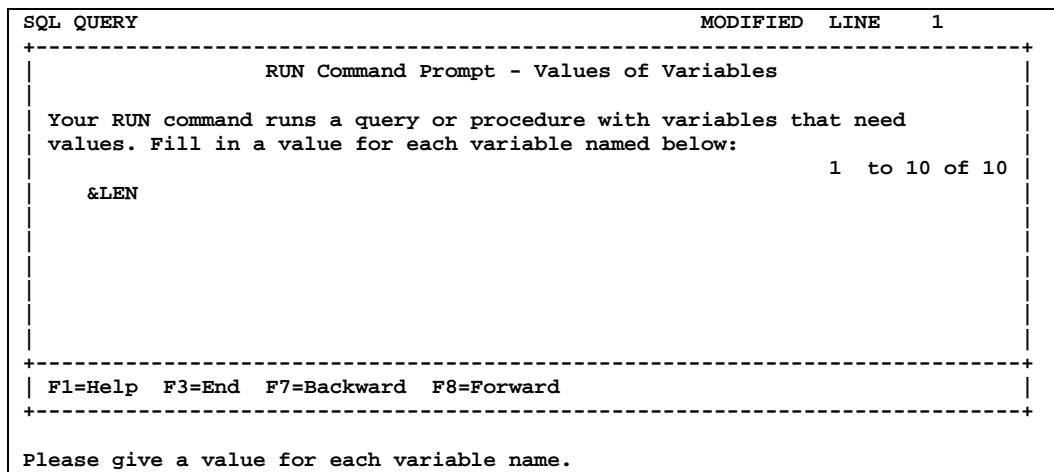 SQL QUERY MODIFIED LINE 1
RUN Command Prompt - Values of Variables
Your RUN command runs a query or procedure with variables that need
values. Fill in a value for each variable named below:
1 to 10 of 10
&LEN
F1=Help F3=End F7=Backward F8=Forward
Please give a value for each variable name.